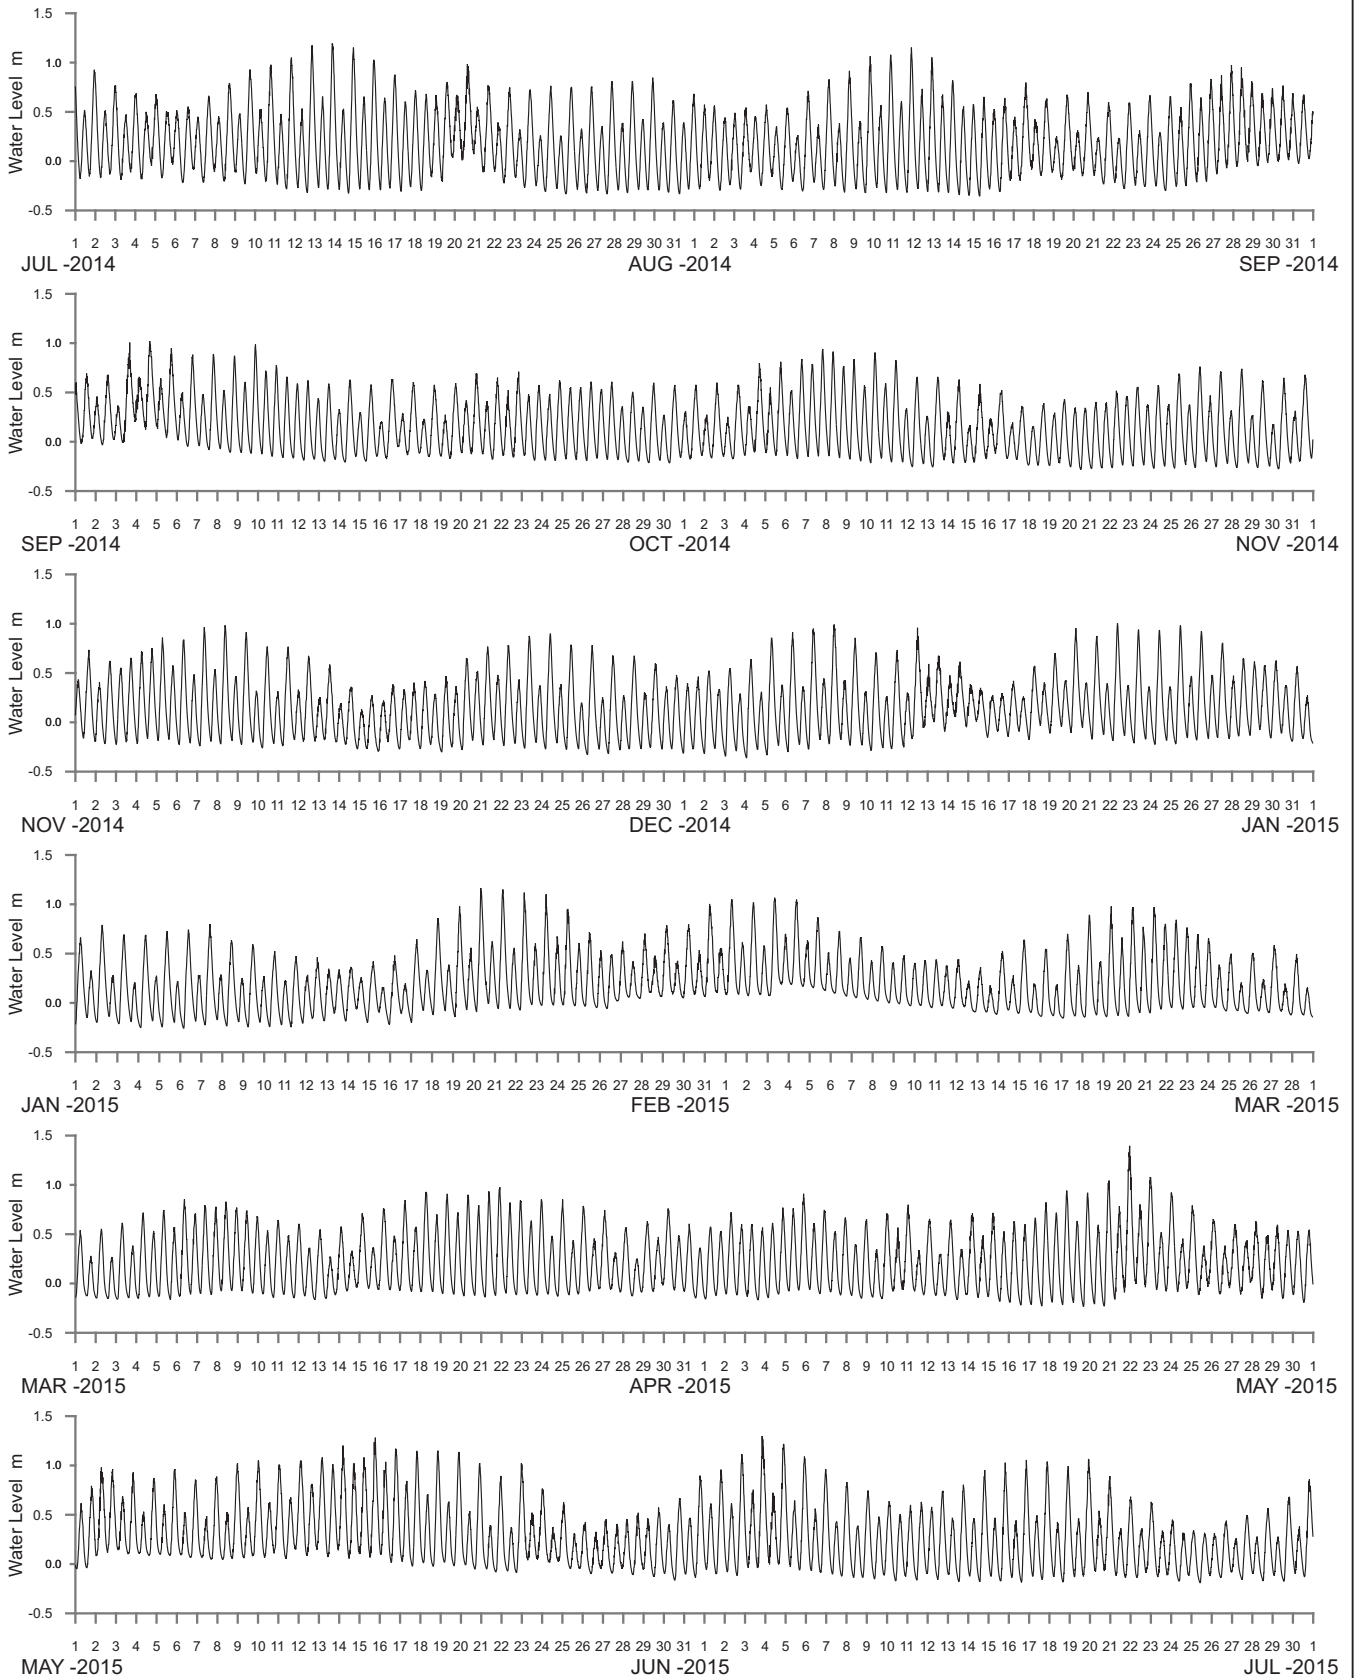 1.5
1.0
0.5
0.0
-0.5
Water Level m
1 2 3 4 5 6 7 8 9 10 11 12 13 14 15 16 17 18 19 20 21 22 23 24 25 26 27 28 29 30 31 1 2 3 4 5 6 7 8 9 10 11 12 13 14 15 16 17 18 19 20 21 22 23 24 25 26 27 28 29 30 31 1
JUL -2014 AUG -2014 SEP -2014
1.5
1.0
0.5
0.0
-0.5
Water Level m
1 2 3 4 5 6 7 8 9 10 11 12 13 14 15 16 17 18 19 20 21 22 23 24 25 26 27 28 29 30 1 2 3 4 5 6 7 8 9 10 11 12 13 14 15 16 17 18 19 20 21 22 23 24 25 26 27 28 29 30 31 1
SEP -2014 OCT -2014 NOV -2014
1.5
1.0
0.5
0.0
-0.5
Water Level m
1 2 3 4 5 6 7 8 9 10 11 12 13 14 15 16 17 18 19 20 21 22 23 24 25 26 27 28 29 30 1 2 3 4 5 6 7 8 9 10 11 12 13 14 15 16 17 18 19 20 21 22 23 24 25 26 27 28 29 30 31 1
NOV -2014 DEC -2014 JAN -2015
1.5
1.0
0.5
0.0
-0.5
Water Level m
1 2 3 4 5 6 7 8 9 10 11 12 13 14 15 16 17 18 19 20 21 22 23 24 25 26 27 28 29 30 31 1 2 3 4 5 6 7 8 9 10 11 12 13 14 15 16 17 18 19 20 21 22 23 24 25 26 27 28 1
JAN -2015 FEB -2015 MAR -2015
1.5
1.0
0.5
0.0
-0.5
Water Level m
1 2 3 4 5 6 7 8 9 10 11 12 13 14 15 16 17 18 19 20 21 22 23 24 25 26 27 28 29 30 31 1 2 3 4 5 6 7 8 9 10 11 12 13 14 15 16 17 18 19 20 21 22 23 24 25 26 27 28 29 30 1
MAR -2015 APR -2015 MAY -2015
1.5
1.0
0.5
0.0
-0.5
Water Level m
1 2 3 4 5 6 7 8 9 10 11 12 13 14 15 16 17 18 19 20 21 22 23 24 25 26 27 28 29 30 31 1 2 3 4 5 6 7 8 9 10 11 12 13 14 15 16 17 18 19 20 21 22 23 24 25 26 27 28 29 30 1
MAY -2015 JUN -2015 JUL -2015